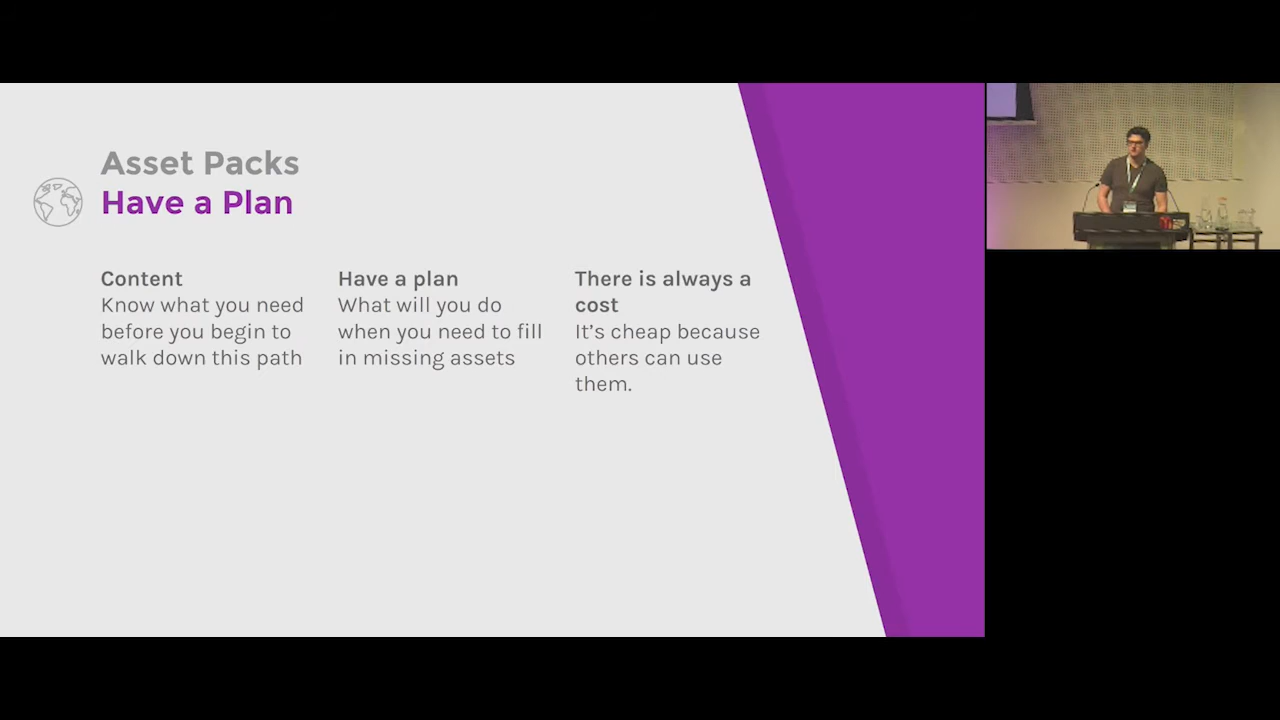 Asset Packs
Have a Plan
Content
Know what you need
before you begin to
walk down this path
Have a plan
What will you do
when you need to fill
in missing assets
There is always a
cost
It’s cheap because
others can use
them.